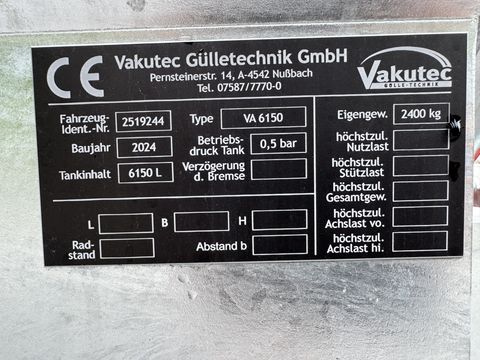 CE
Vakutec Gülletechnik GmbH
Pernsteinerstr. 14, A-4542 Nußbach
Tel. 07587/7770-0
Vakutec
GÜLLE-TECHNIK
Fahrzeug-
Ident.-Nr. 2519244
Type VA 6150
Eigengew. 2400 kg
Baujahr 2024
Betriebs-
druck Tank 0,5 bar
höchstzul.
Nutzlast
Tankinhalt 6150 L
Verzögerung
d. Bremse
höchstzul.
Stützlast
höchstzul.
Gesamtgew.
L B H
höchstzul.
Achslast vo.
Rad-
stand
Abstand b
höchstzul.
Achslast hi.